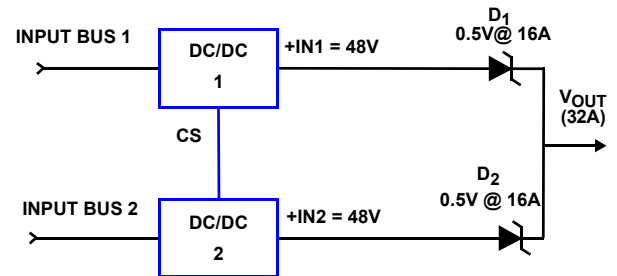 INPUT BUS 1
DC/DC
1
+IN1 = 48V
D1
0.5V@ 16A
VOUT
(32A)
CS
INPUT BUS 2
DC/DC
2
+IN2 = 48V
D2
0.5V @ 16A